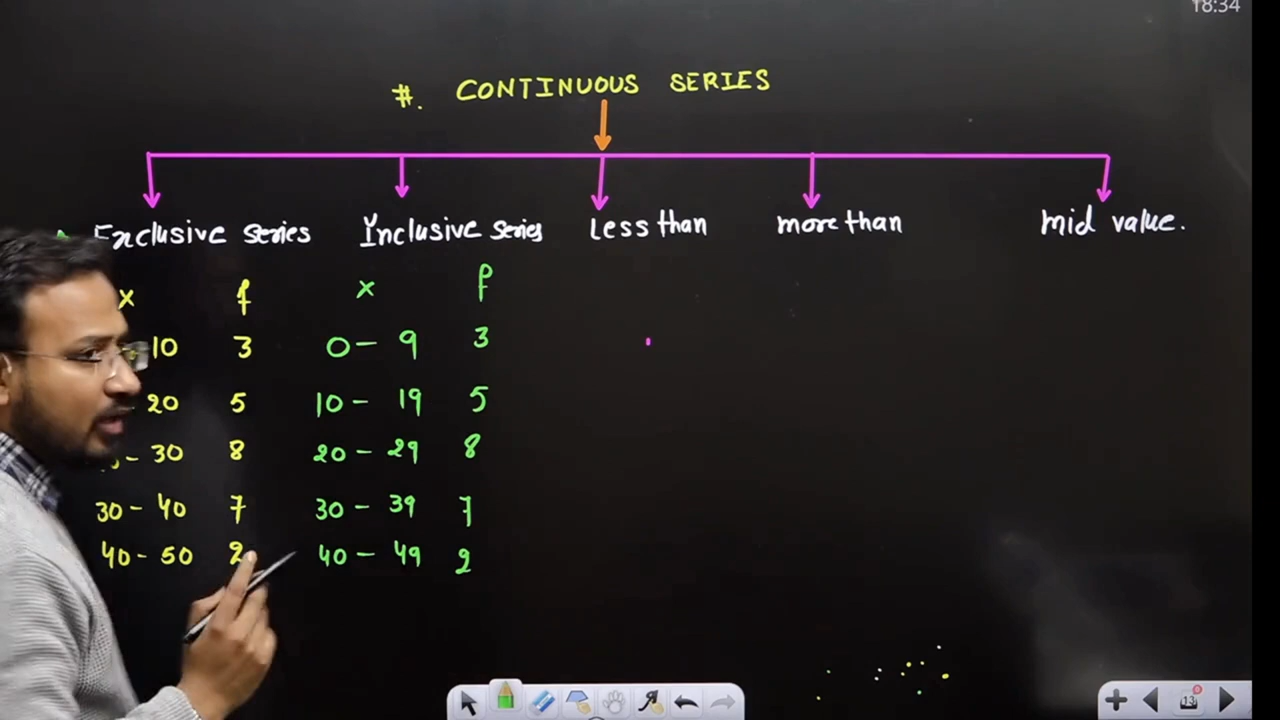 18:34
#. CONTINUOUS SERIES
Exclusive series Inclusive series Less than more than mid value.
x f x f
10 3 0 - 9 3
20 5 10 - 19 5
- 30 8 20 - 29 8
30 - 40 7 30 - 39 7
40 - 50 2 40 - 49 2
13